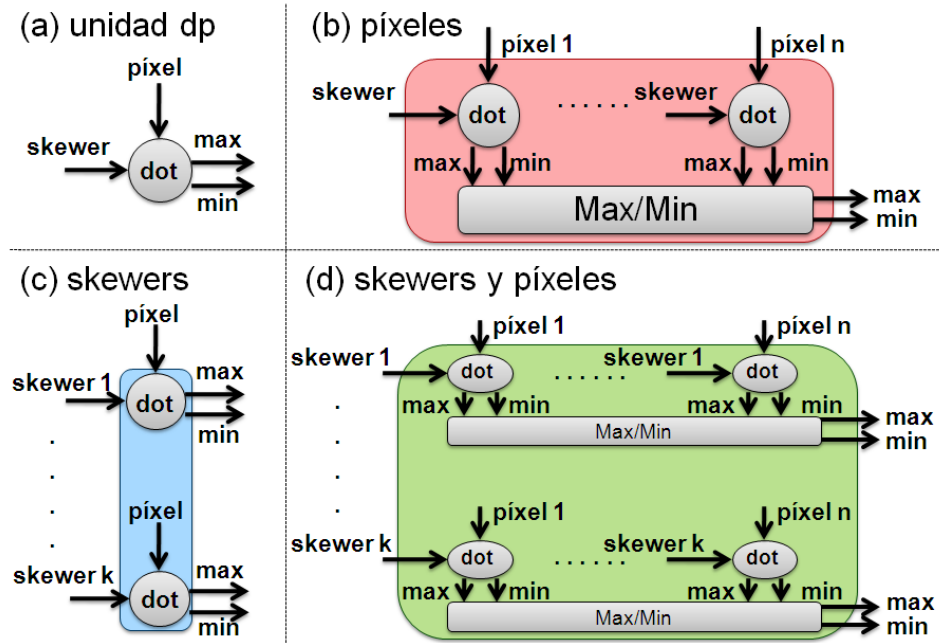 (a) unidad dp
píxel
skewer
dot
max
min
(b) píxeles
píxel 1
píxel n
skewer
. . . . . .
skewer
dot
dot
max
min
max
min
Max/Min
max
min
(c) skewers
píxel
skewer 1
dot
max
min
.
.
.
.
.
píxel
skewer k
dot
max
min
(d) skewers y píxeles
píxel 1
píxel n
skewer 1
. . . . . .
skewer 1
dot
dot
max
min
max
min
Max/Min
max
min
.
.
.
.
.
píxel 1
píxel n
skewer k
. . . . . .
skewer k
dot
dot
max
min
max
min
Max/Min
max
min